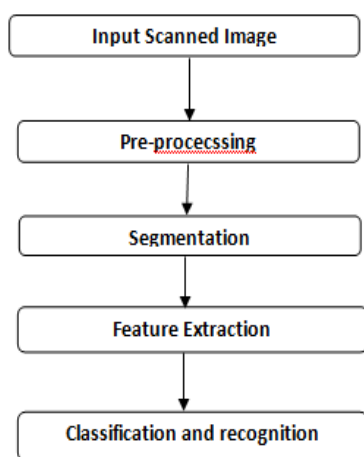 Input Scanned Image
Pre-procecssing
Segmentation
Feature Extraction
Classification and recognition